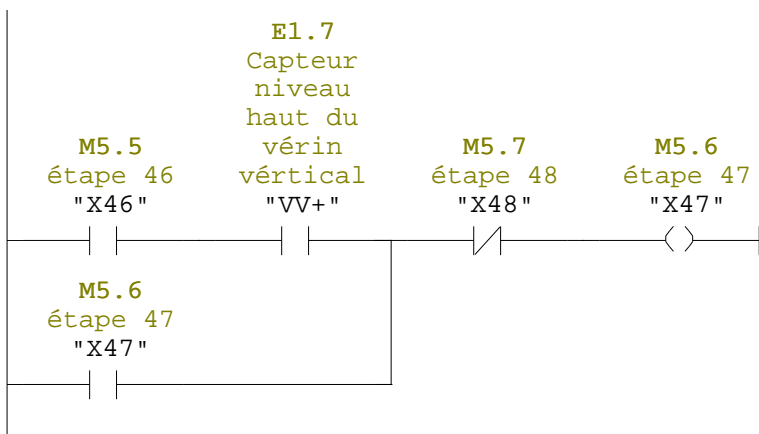 E1.7
Capteur
niveau
haut du
M5.5 vérin M5.7 M5.6
étape 46 vértical étape 48 étape 47
"X46" "VV+" "X48" "X47"
M5.6
étape 47
"X47"